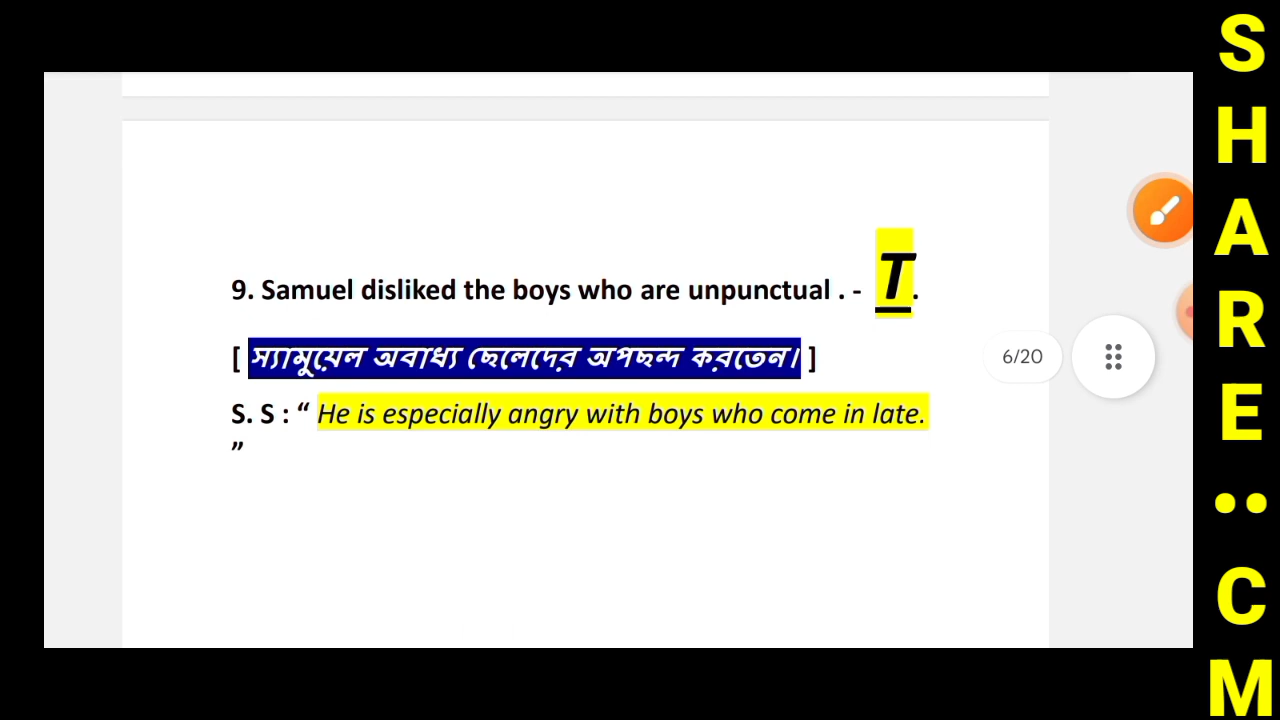 9. Samuel disliked the boys who are unpunctual . - T.
[ স্যামুয়েল অবাধ্য ছেলেদের অপছন্দ করতেন। ]
S. S : “ He is especially angry with boys who come in late.
”
6/20
S
H
A
R
E
••
C
M